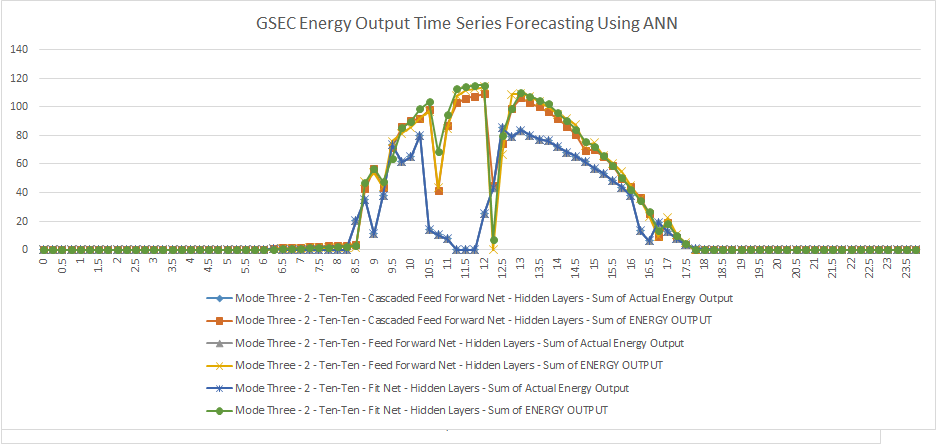 GSEC Energy Output Time Series Forecasting Using ANN
140
120
100
80
60
40
20
0
0 0.5 1 1.5 2 2.5 3 3.5 4 4.5 5 5.5 6 6.5 7 7.5 8 8.5 9 9.5 10 10.5 11 11.5 12 12.5 13 13.5 14 14.5 15 15.5 16 16.5 17 17.5 18 18.5 19 19.5 20 20.5 21 21.5 22 22.5 23 23.5
Mode Three - 2 - Ten-Ten - Cascaded Feed Forward Net - Hidden Layers - Sum of Actual Energy Output
Mode Three - 2 - Ten-Ten - Cascaded Feed Forward Net - Hidden Layers - Sum of ENERGY OUTPUT
Mode Three - 2 - Ten-Ten - Feed Forward Net - Hidden Layers - Sum of Actual Energy Output
Mode Three - 2 - Ten-Ten - Feed Forward Net - Hidden Layers - Sum of ENERGY OUTPUT
Mode Three - 2 - Ten-Ten - Fit Net - Hidden Layers - Sum of Actual Energy Output
Mode Three - 2 - Ten-Ten - Fit Net - Hidden Layers - Sum of ENERGY OUTPUT